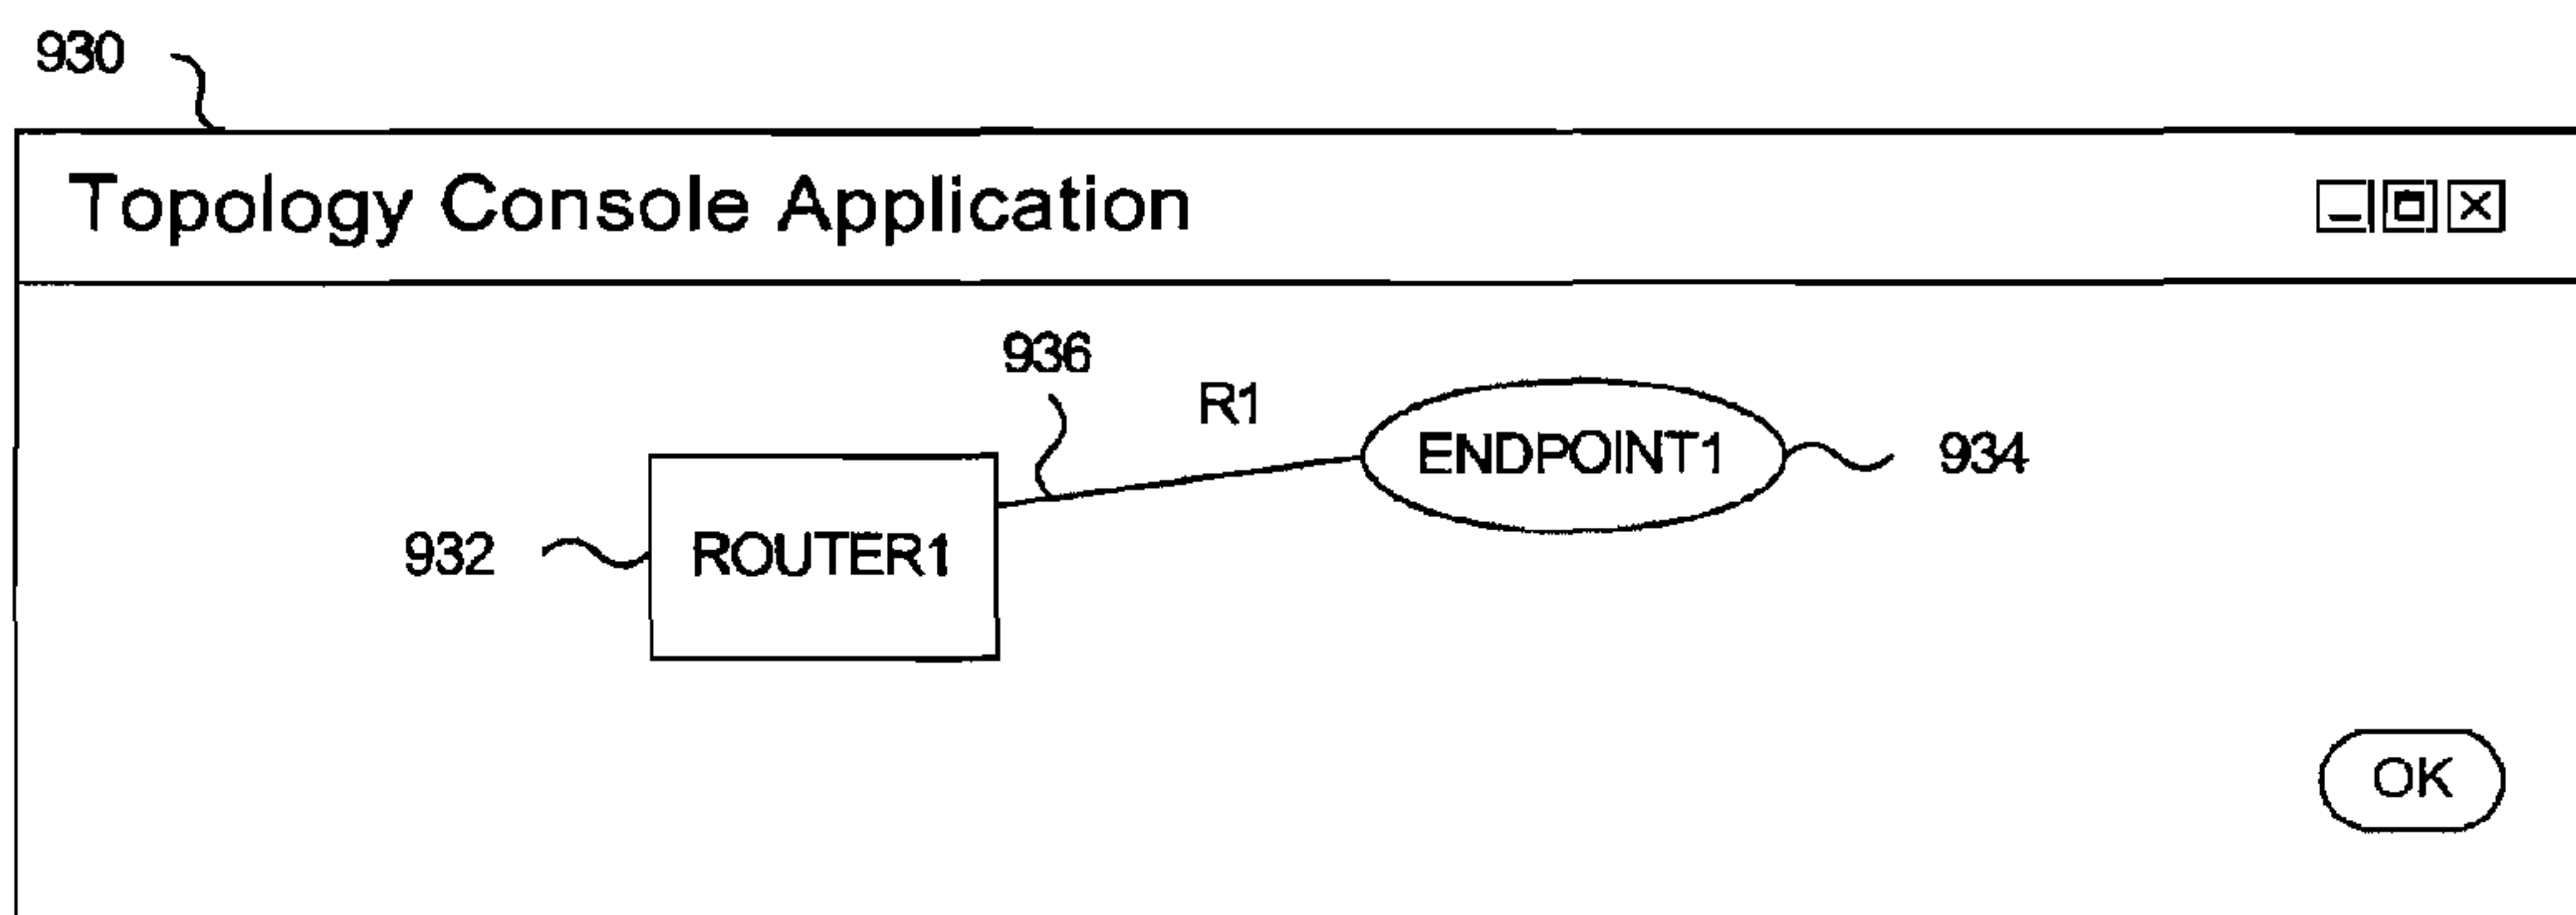 930
Topology Console Application
936
R1
ENDPOINT1
934
932
ROUTER1
OK